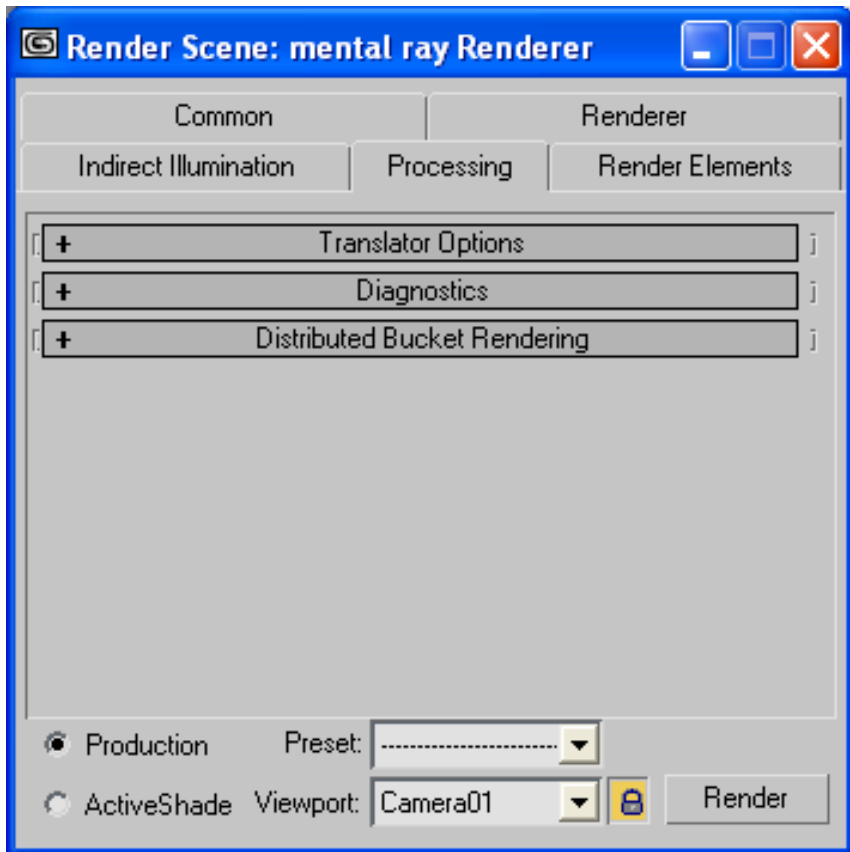 Render Scene: mental ray Renderer
Common Renderer
Indirect Illumination Processing Render Elements
+ Translator Options
+ Diagnostics
+ Distributed Bucket Rendering
Production Preset: -----------------------
ActiveShade Viewport: Camera01 Render